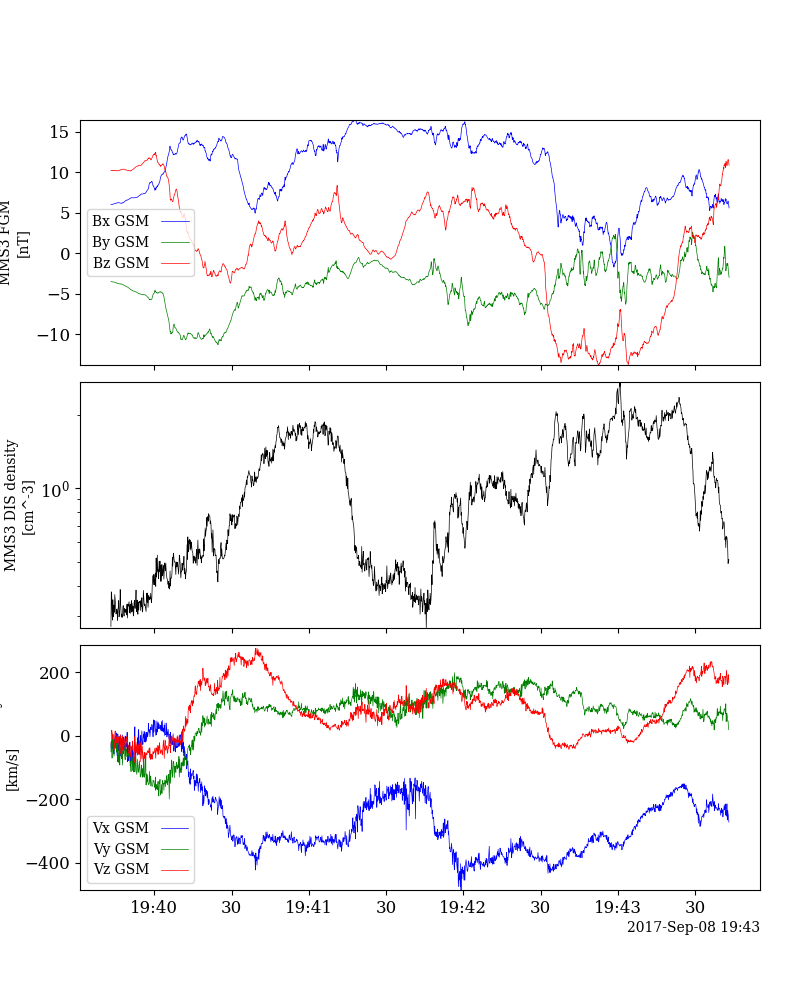 15
10
5
0
−5
−10
MMS3 FGM
[nT]
Bx GSM
By GSM
Bz GSM
10^0
MMS3 DIS density
[cm^-3]
200
0
−200
−400
[km/s]
Vx GSM
Vy GSM
Vz GSM
19:40 30 19:41 30 19:42 30 19:43 30
2017-Sep-08 19:43